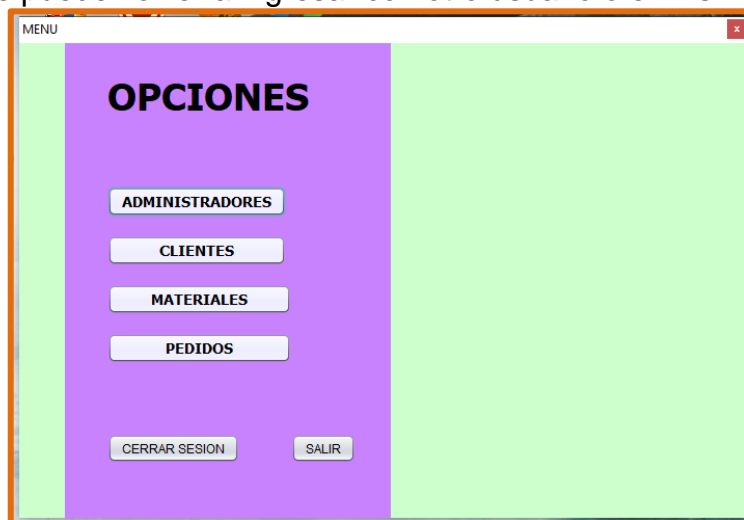 MENU
x
OPCIONES
ADMINISTRADORES
CLIENTES
MATERIALES
PEDIDOS
CERRAR SESION SALIR